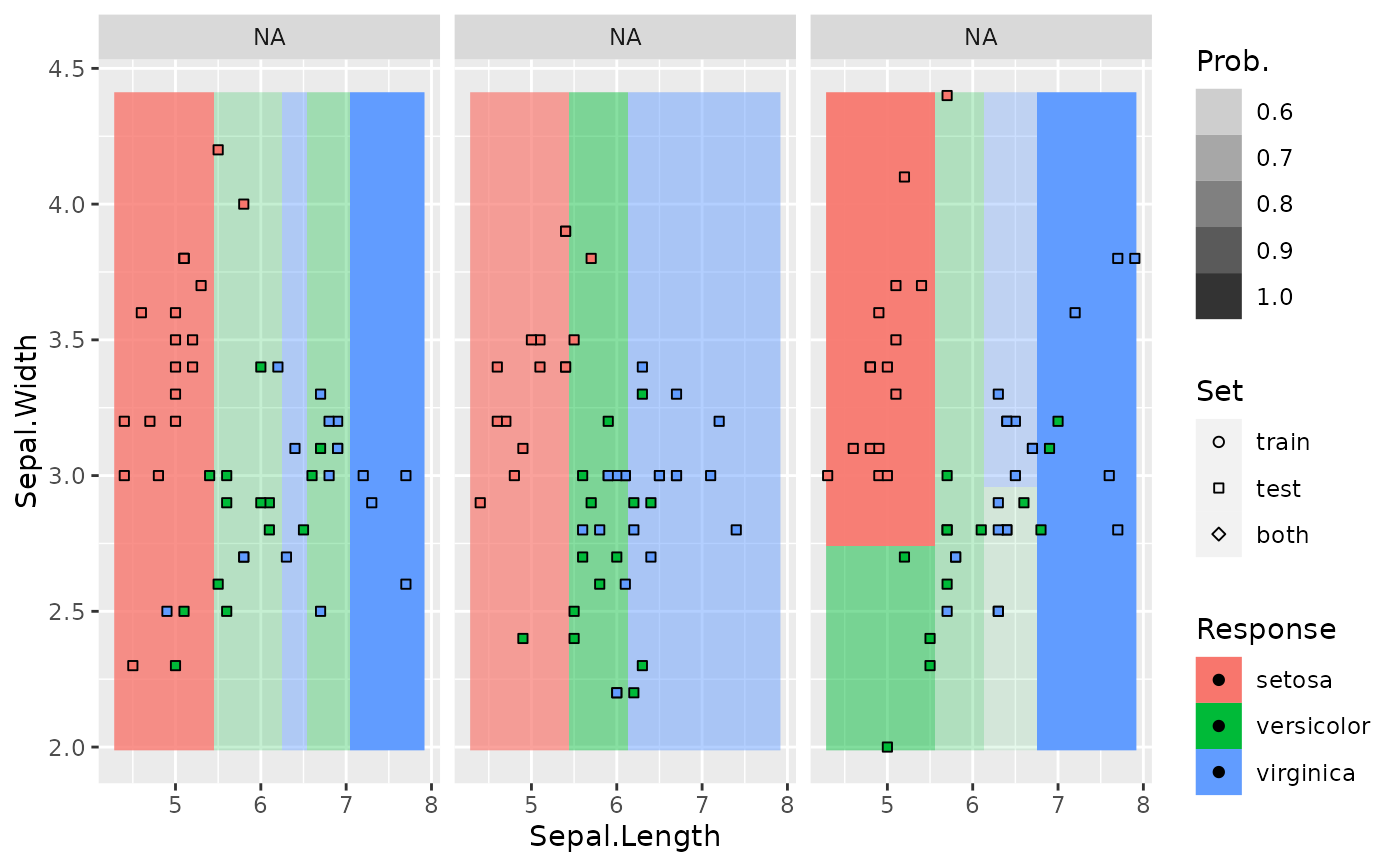 NA NA NA
4.5
4.0
3.5
3.0
2.5
2.0
Sepal.Width
5 6 7 8 5 6 7 8 5 6 7 8
Sepal.Length
Prob.
0.6
0.7
0.8
0.9
1.0
Set
train
test
both
Response
setosa
versicolor
virginica